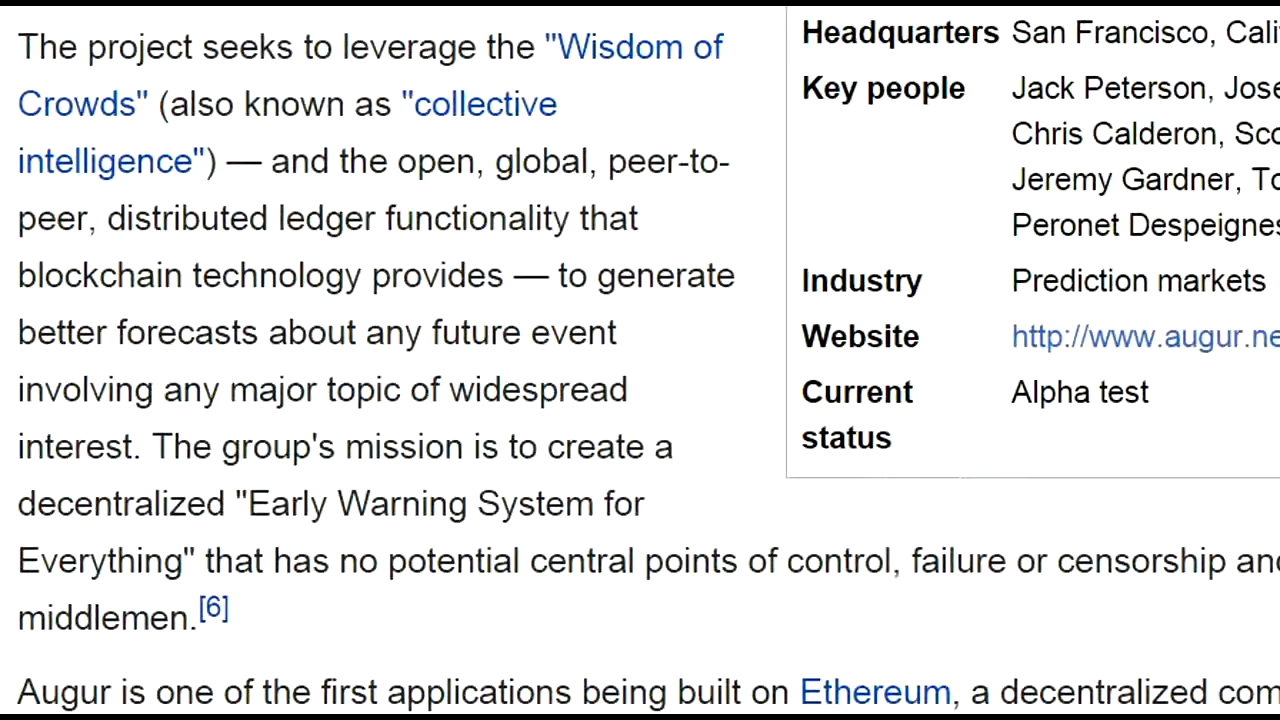 The project seeks to leverage the "Wisdom of
Crowds" (also known as "collective
intelligence") — and the open, global, peer-to-
peer, distributed ledger functionality that
blockchain technology provides — to generate
better forecasts about any future event
involving any major topic of widespread
interest. The group's mission is to create a
decentralized "Early Warning System for
Everything" that has no potential central points of control, failure or censorship
middlemen.[6]
Augur is one of the first applications being built on Ethereum, a decentralized
Headquarters San Francisco,
Key people Jack Peterson,
Chris Calderon,
Jeremy Gardner,
Peronet
Industry Prediction markets
Website
Current Alpha test
status